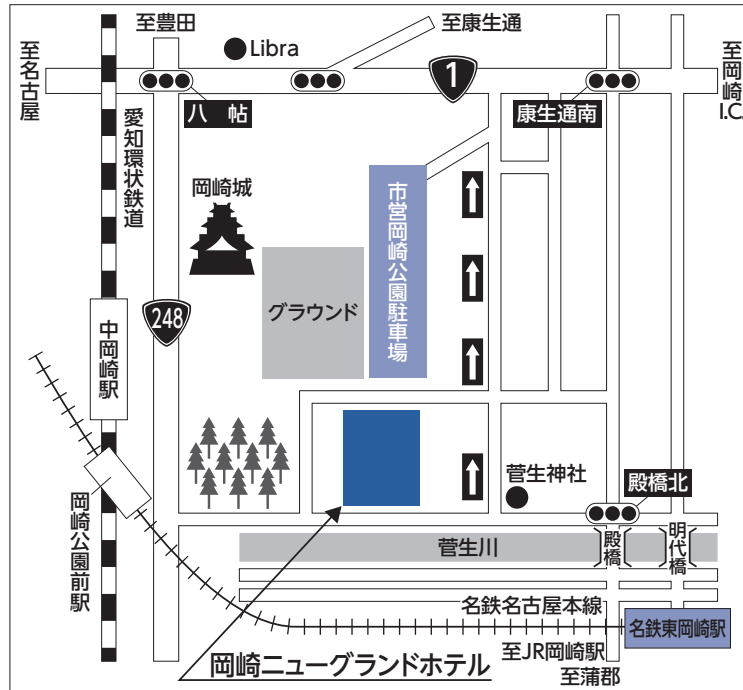 至豊田
至康生通
Libra
至名古屋
1
至岡崎
I.C.
八 帖
康生通南
愛知環状鉄道
岡崎城
市営岡崎公園駐車場
グラウンド
248
中岡崎駅
菅生神社
殿橋北
岡崎公園前駅
菅生川
殿橋
明代橋
名鉄名古屋本線
名鉄東岡崎駅
岡崎ニューグランドホテル
至JR岡崎駅
至蒲郡